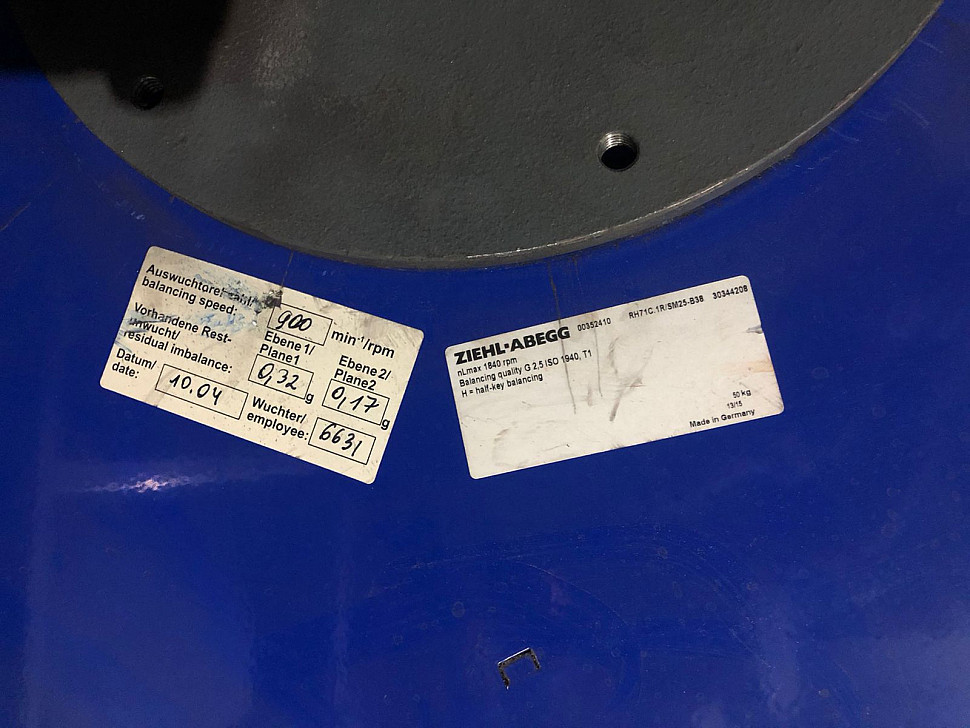 Auswuchtdrehzahl/
balancing speed:
900
min-¹/rpm
Vorhandene Rest-
unwucht/
residual imbalance:
Ebene 1/
Plane1
0,32 g
Ebene 2/
Plane2
0,17 g
Datum/
date:
10.04
Wuchter/
employee:
6631
ZIEHL-ABEGG 00352410 RH71C.1R/SM25-B38 30344208
nLmax 1840 rpm
Balancing quality G 2,5 ISO 1940, T1
H = half-key balancing
50 kg
13/15
Made in Germany